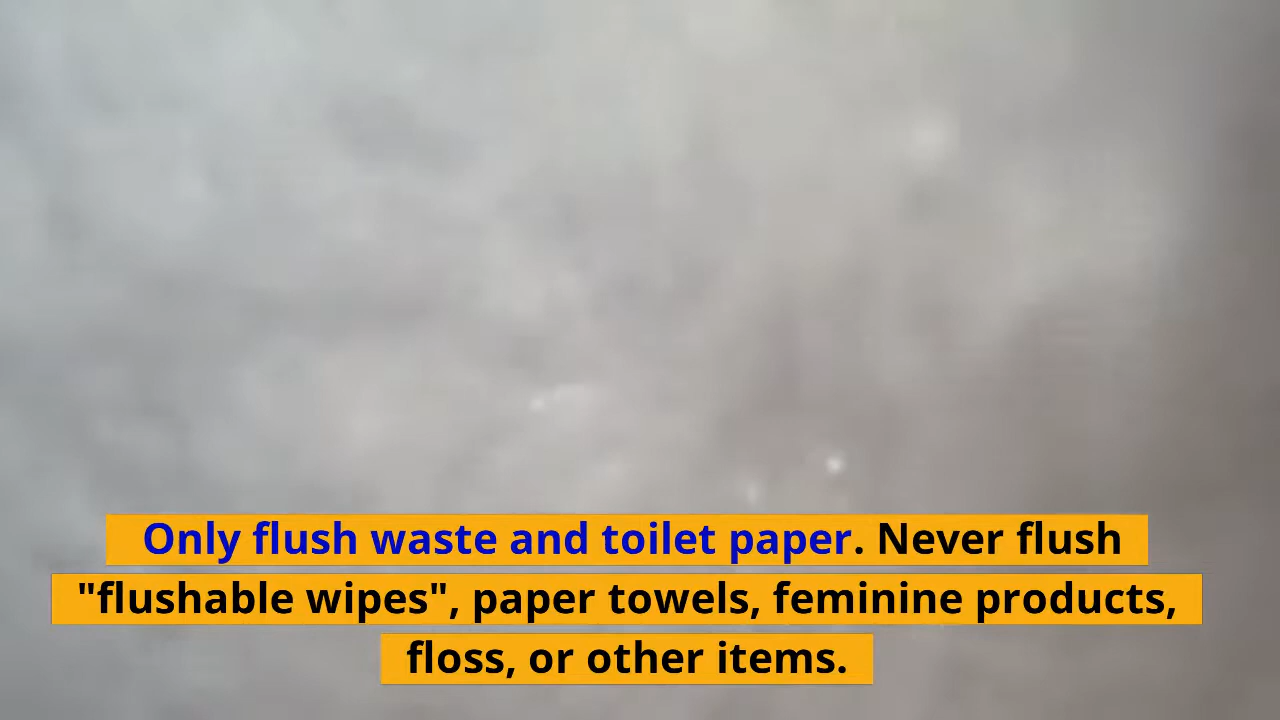 Only flush waste and toilet paper. Never flush
"flushable wipes", paper towels, feminine products,
floss, or other items.